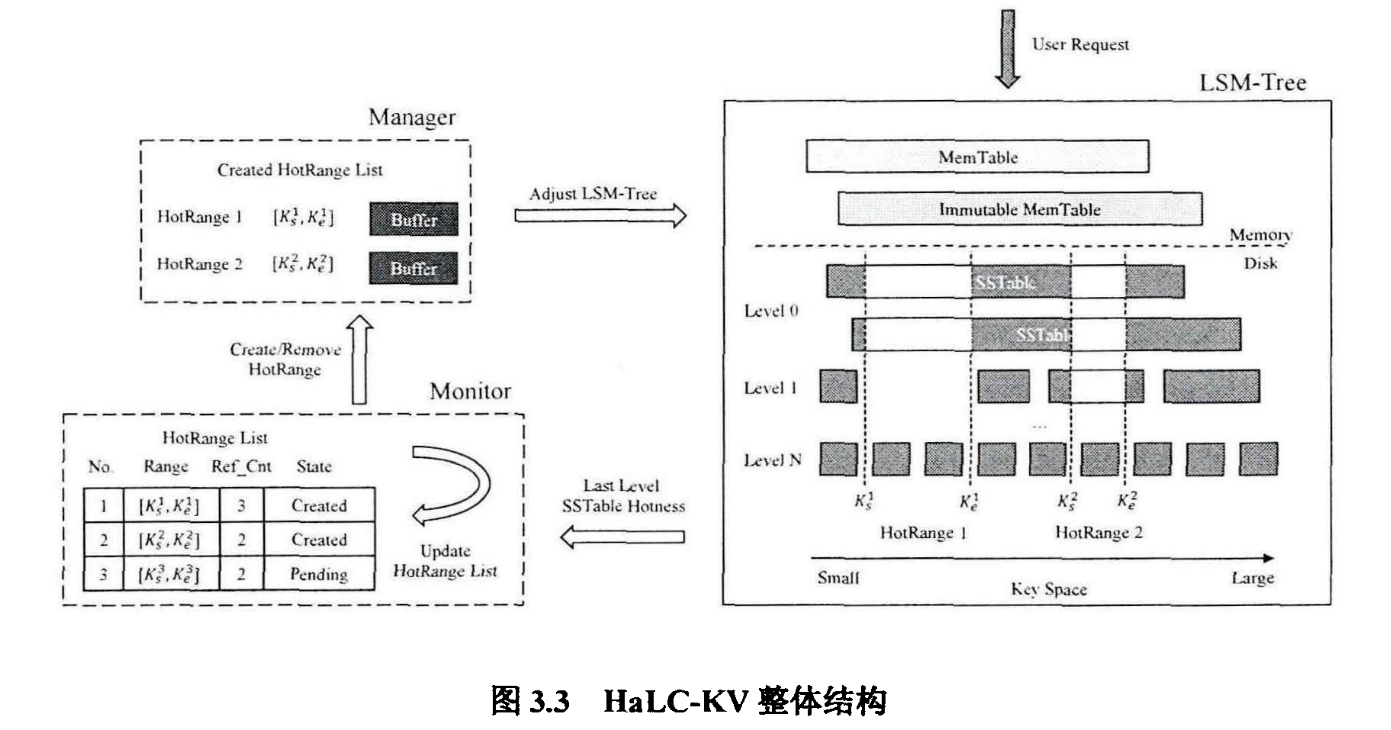 User Request
LSM-Tree
Manager
Created HotRange List
HotRange 1 [K_s^1, K_e^1] Buffer
HotRange 2 [K_s^2, K_e^2] Buffer
Adjust LSM-Tree
MemTable
Immutable MemTable
Memory
Disk
Level 0
SSTable
SSTabl
Level 1
...
Level N
K_s^1 K_e^1 K_s^2 K_e^2
HotRange 1 HotRange 2
Small Large
Key Space
Create/Remove
HotRange
Monitor
HotRange List
No. Range Ref_Cnt State
1 [K_s^1, K_e^1] 3 Created
2 [K_s^2, K_e^2] 2 Created
3 [K_s^3, K_e^3] 2 Pending
Update
HotRange List
Last Level
SSTable Hotness
图 3.3 HaLC-KV 整体结构